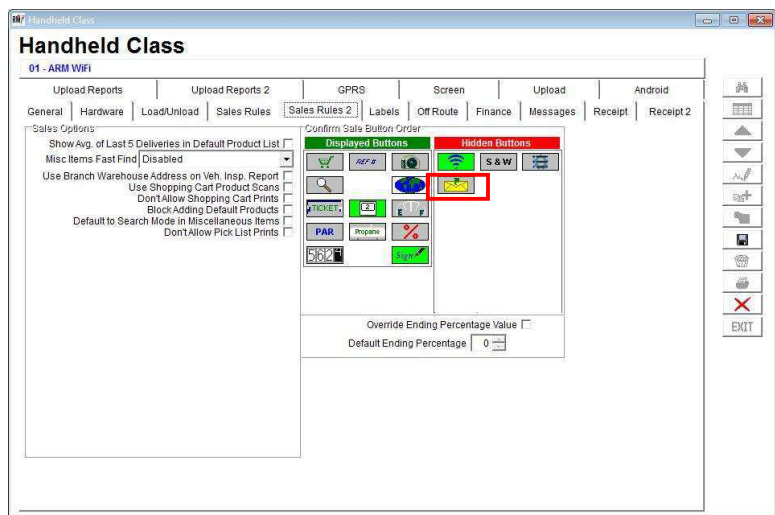 Handheld Class
Handheld Class
01 - ARM WiFi
Upload Reports Upload Reports 2 GPRS Screen Upload Android
General Hardware Load/Unload Sales Rules Sales Rules 2 Labels Off Route Finance Messages Receipt Receipt 2
Sales Options
Show Avg. of Last 5 Deliveries in Default Product List
Misc Items Fast Find Disabled
Use Branch Warehouse Address on Veh. Insp. Report
Use Shopping Cart Product Scans
Don't Allow Shopping Cart Prints
Block Adding Default Products
Default to Search Mode in Miscellaneous Items
Don't Allow Pick List Prints
Confirm Sale Button Order
Displayed Buttons Hidden Buttons
REF # S & W
TICKET 2 E F
PAR Propane %
562 Sign
Override Ending Percentage Value
Default Ending Percentage 0
EXIT